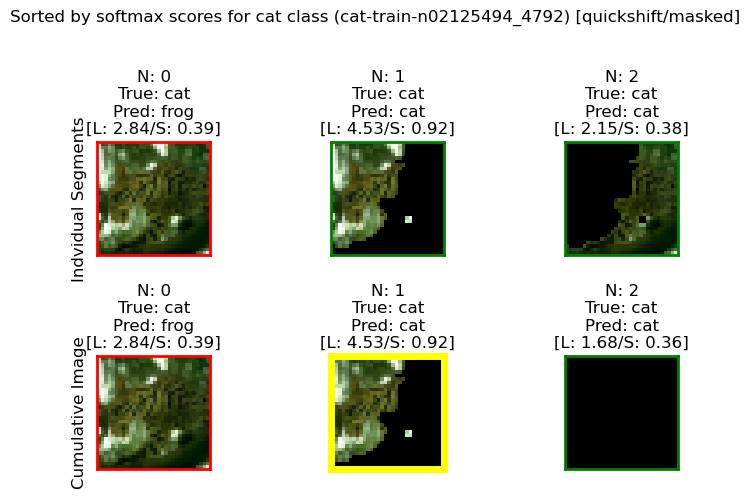 Sorted by softmax scores for cat class (cat-train-n02125494_4792) [quickshift/masked]
Indvidual Segments
N: 0
True: cat
Pred: frog
[L: 2.84/S: 0.39]
N: 1
True: cat
Pred: cat
[L: 4.53/S: 0.92]
N: 2
True: cat
Pred: cat
[L: 2.15/S: 0.38]
Cumulative Image
N: 0
True: cat
Pred: frog
[L: 2.84/S: 0.39]
N: 1
True: cat
Pred: cat
[L: 4.53/S: 0.92]
N: 2
True: cat
Pred: cat
[L: 1.68/S: 0.36]